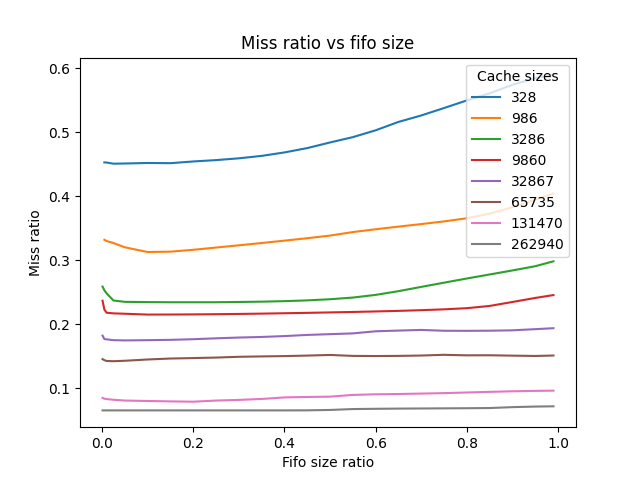 Miss ratio vs fifo size
Cache sizes
328
986
3286
9860
32867
65735
131470
262940
Miss ratio
0.6
0.5
0.4
0.3
0.2
0.1
0.0 0.2 0.4 0.6 0.8 1.0
Fifo size ratio